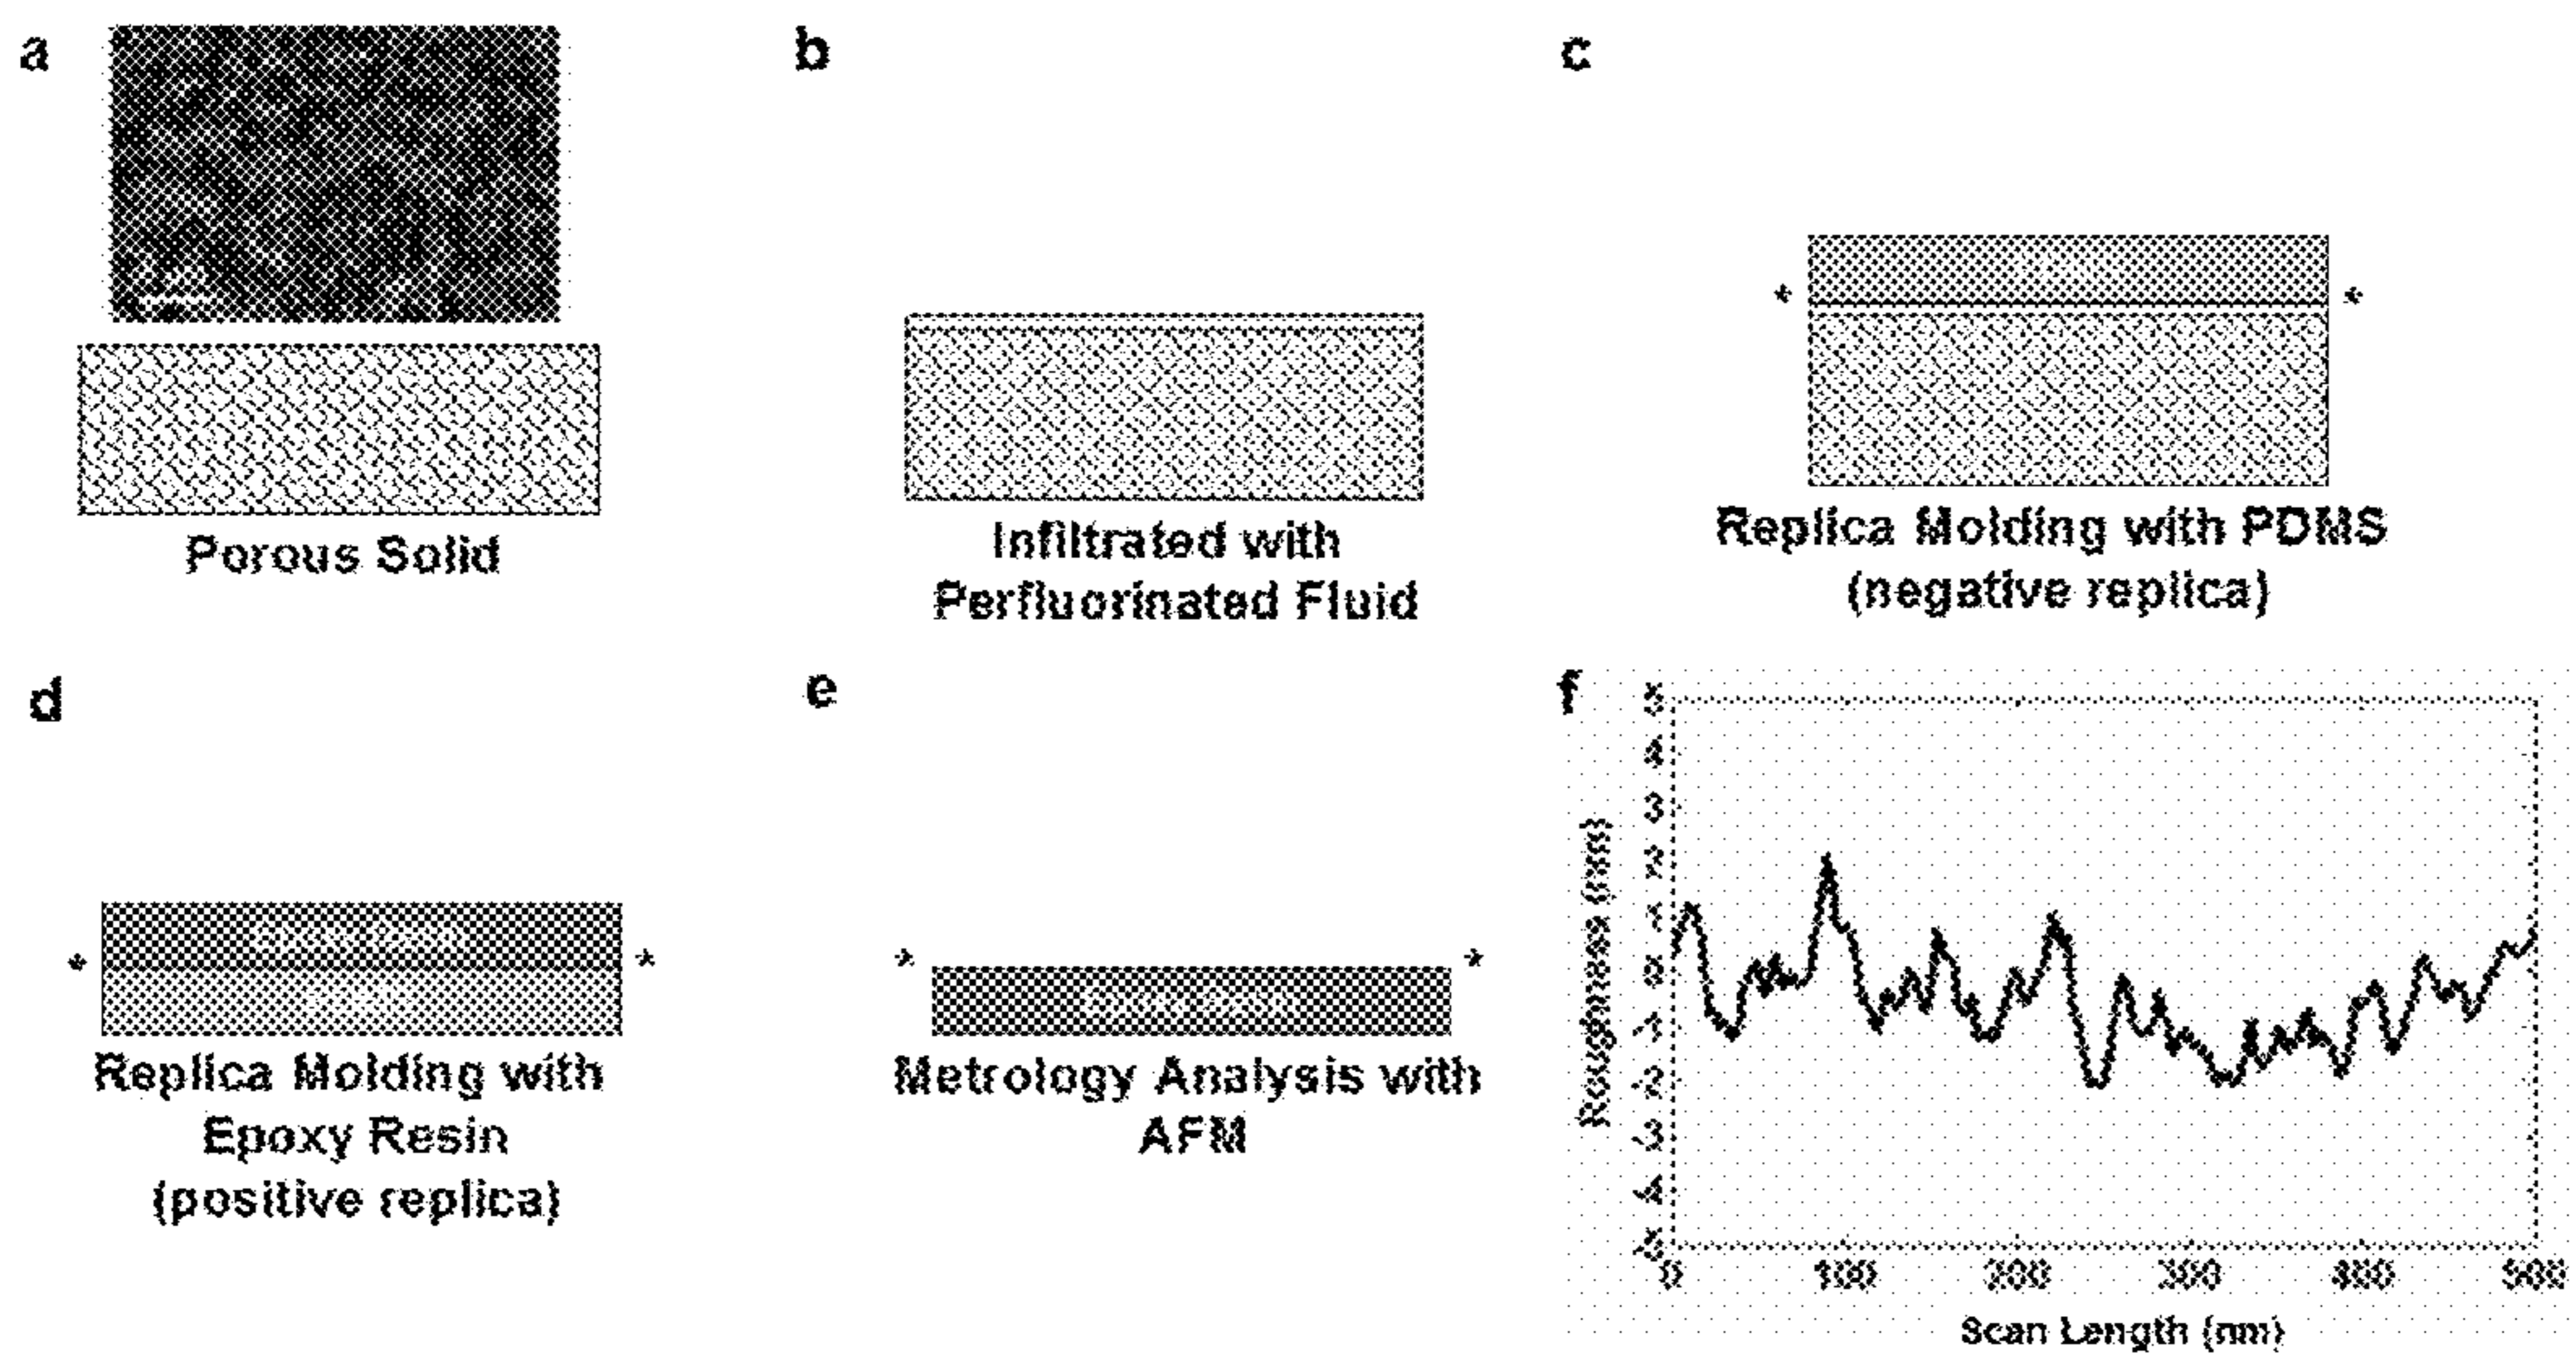 a
Porous Solid
b
Infiltrated with
Perfluorinated Fluid
c
* *
Replica Molding with PDMS
(negative replica)
d
* *
Replica Molding with
Epoxy Resin
(positive replica)
e
* *
Metrology Analysis with
AFM
f
Roughness (nm)
5
4
3
2
1
0
-1
-2
-3
-4
-5
0 100 200 300 400 500
Scan Length (nm)